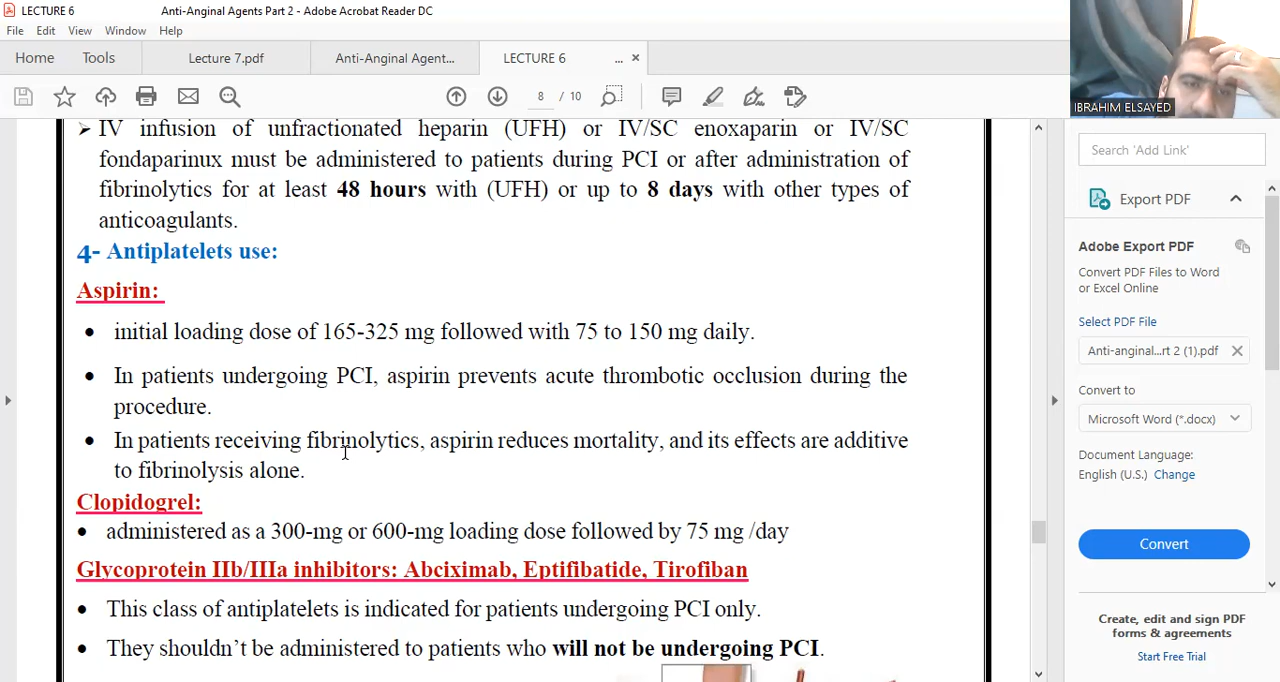 LECTURE 6
Anti-Anginal Agents Part 2 - Adobe Acrobat Reader DC
File Edit View Window Help
Home Tools Lecture 7.pdf Anti-Anginal Agent... LECTURE 6 ... ×
8 / 10
IBRAHIM ELSAYED
➤ IV infusion of unfractionated heparin (UFH) or IV/SC enoxaparin or IV/SC
fondaparinux must be administered to patients during PCI or after administration of
fibrinolytics for at least 48 hours with (UFH) or up to 8 days with other types of
anticoagulants.
4- Antiplatelets use:
Aspirin:
• initial loading dose of 165-325 mg followed with 75 to 150 mg daily.
• In patients undergoing PCI, aspirin prevents acute thrombotic occlusion during the
procedure.
• In patients receiving fibrinolytics, aspirin reduces mortality, and its effects are additive
to fibrinolysis alone.
Clopidogrel:
• administered as a 300-mg or 600-mg loading dose followed by 75 mg /day
Glycoprotein IIb/IIIa inhibitors: Abciximab, Eptifibatide, Tirofiban
• This class of antiplatelets is indicated for patients undergoing PCI only.
• They shouldn't be administered to patients who will not be undergoing PCI.
Search 'Add Link'
Export PDF
Adobe Export PDF
Convert PDF Files to Word
or Excel Online
Select PDF File
Anti-anginal...rt 2 (1).pdf
Convert to
Microsoft Word (*.docx)
Document Language:
English (U.S.) Change
Convert
Create, edit and sign PDF
forms & agreements
Start Free Trial